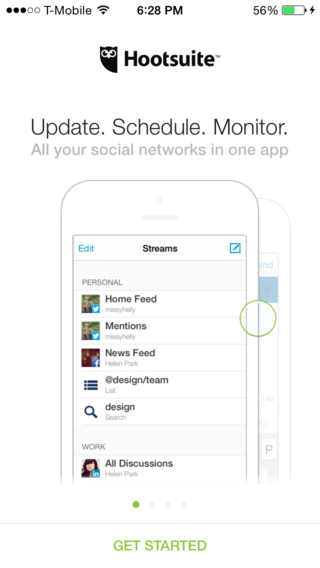 T-Mobile 6:28 PM 56%
Hootsuite™
Update. Schedule. Monitor.
All your social networks in one app
Edit Streams
PERSONAL
Home Feed
missyhelly
Mentions
missyhelly
News Feed
Helen Park
@design/team
List
design
Search
WORK
All Discussions
Helen Park
GET STARTED